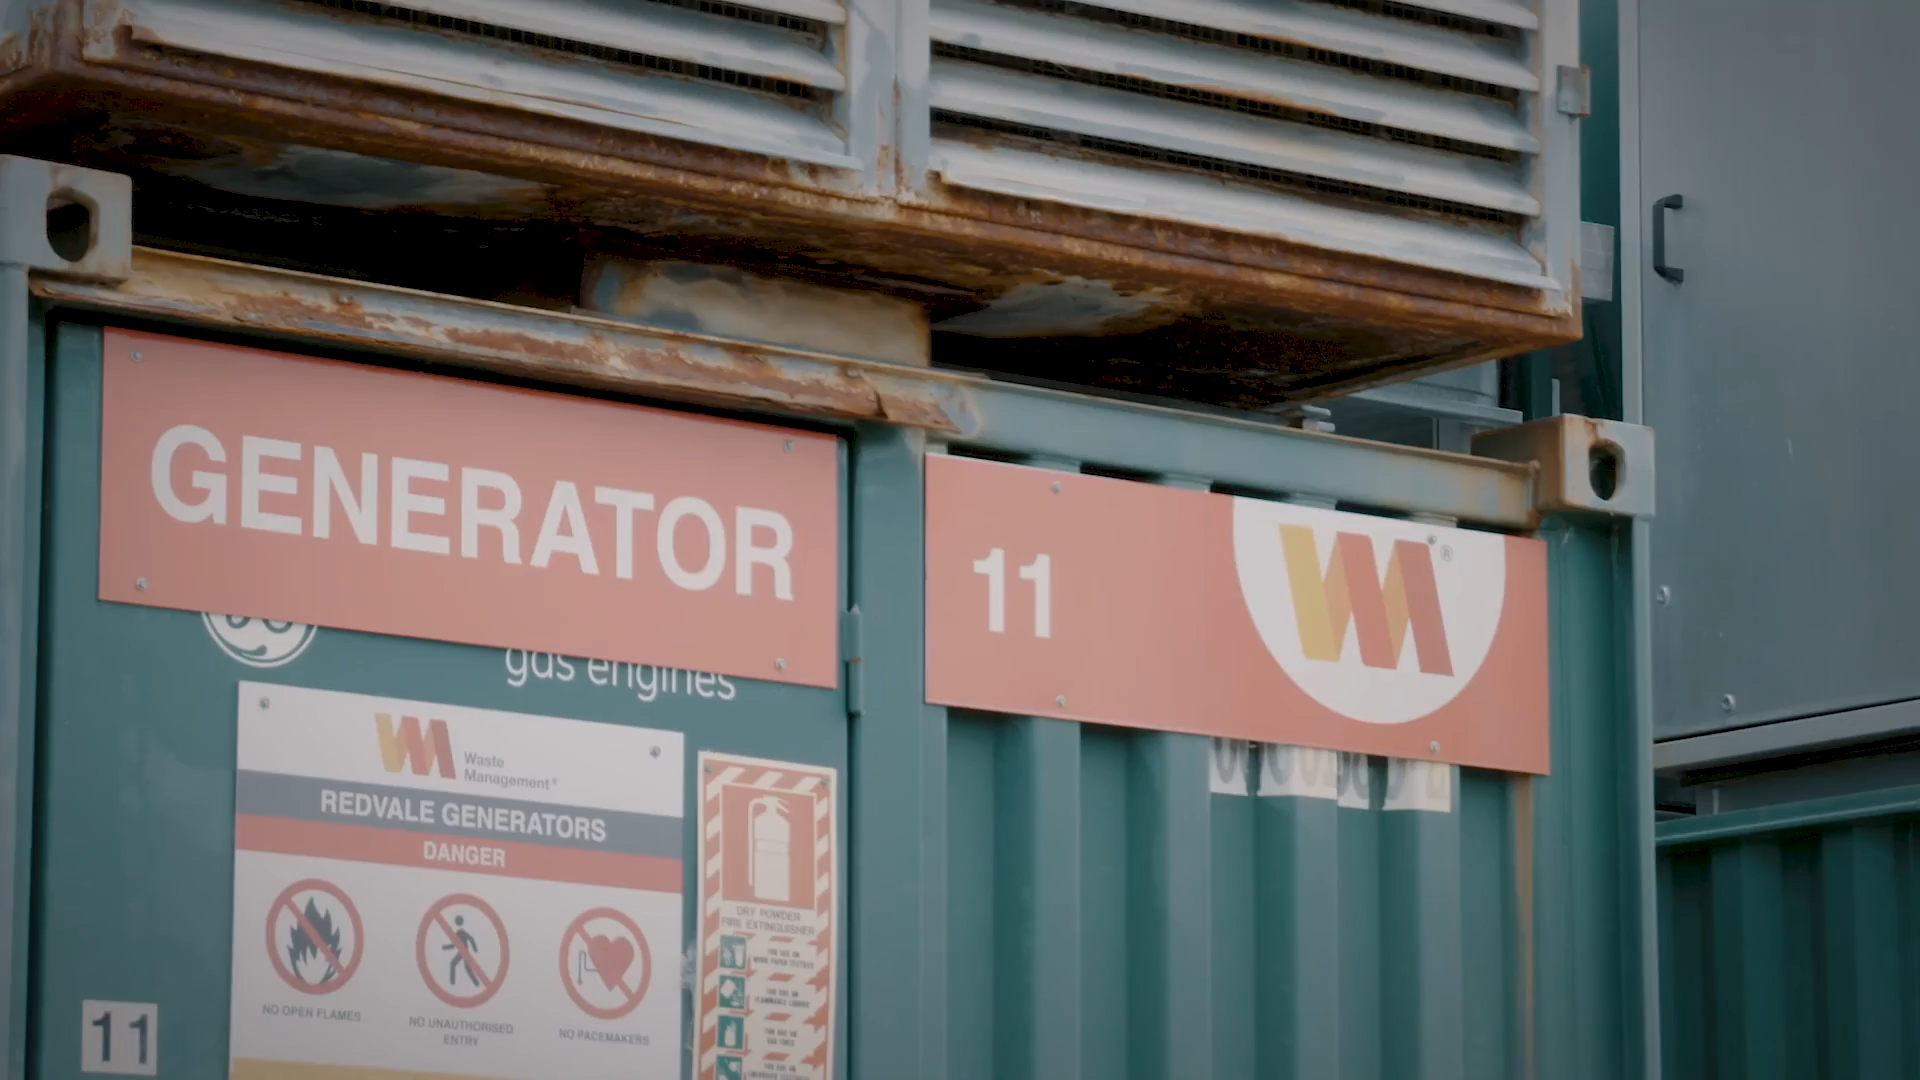 GENERATOR
11
gas engines
Waste
Management®
REDVALE GENERATORS
DANGER
NO OPEN FLAMES
NO UNAUTHORISED
ENTRY
NO PACEMAKERS
DRY POWDER
FIRE EXTINGUISHER
11